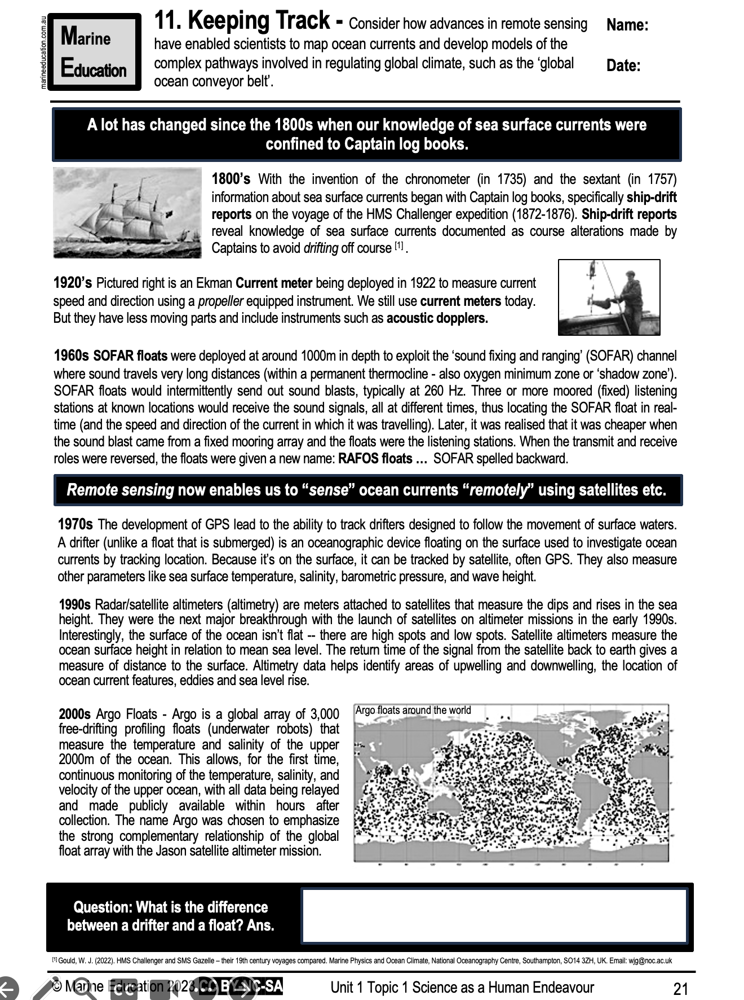 marineeducation.com.au
Marine
Education
11. Keeping Track - Consider how advances in remote sensing
have enabled scientists to map ocean currents and develop models of the
complex pathways involved in regulating global climate, such as the ‘global
ocean conveyor belt’.
Name:
Date:
A lot has changed since the 1800s when our knowledge of sea surface currents were
confined to Captain log books.
1800’s With the invention of the chronometer (in 1735) and the sextant (in 1757)
information about sea surface currents began with Captain log books, specifically ship-drift
reports on the voyage of the HMS Challenger expedition (1872-1876). Ship-drift reports
reveal knowledge of sea surface currents documented as course alterations made by
Captains to avoid drifting off course [1] .
1920’s Pictured right is an Ekman Current meter being deployed in 1922 to measure current
speed and direction using a propeller equipped instrument. We still use current meters today.
But they have less moving parts and include instruments such as acoustic dopplers.
1960s SOFAR floats were deployed at around 1000m in depth to exploit the ‘sound fixing and ranging’ (SOFAR) channel
where sound travels very long distances (within a permanent thermocline - also oxygen minimum zone or ‘shadow zone’).
SOFAR floats would intermittently send out sound blasts, typically at 260 Hz. Three or more moored (fixed) listening
stations at known locations would receive the sound signals, all at different times, thus locating the SOFAR float in real-
time (and the speed and direction of the current in which it was travelling). Later, it was realised that it was cheaper when
the sound blast came from a fixed mooring array and the floats were the listening stations. When the transmit and receive
roles were reversed, the floats were given a new name: RAFOS floats … SOFAR spelled backward.
Remote sensing now enables us to “sense” ocean currents “remotely” using satellites etc.
1970s The development of GPS lead to the ability to track drifters designed to follow the movement of surface waters.
A drifter (unlike a float that is submerged) is an oceanographic device floating on the surface used to investigate ocean
currents by tracking location. Because it’s on the surface, it can be tracked by satellite, often GPS. They also measure
other parameters like sea surface temperature, salinity, barometric pressure, and wave height.
1990s Radar/satellite altimeters (altimetry) are meters attached to satellites that measure the dips and rises in the sea
height. They were the next major breakthrough with the launch of satellites on altimeter missions in the early 1990s.
Interestingly, the surface of the ocean isn’t flat -- there are high spots and low spots. Satellite altimeters measure the
ocean surface height in relation to mean sea level. The return time of the signal from the satellite back to earth gives a
measure of distance to the surface. Altimetry data helps identify areas of upwelling and downwelling, the location of
ocean current features, eddies and sea level rise.
2000s Argo Floats - Argo is a global array of 3,000
free-drifting profiling floats (underwater robots) that
measure the temperature and salinity of the upper
2000m of the ocean. This allows, for the first time,
continuous monitoring of the temperature, salinity, and
velocity of the upper ocean, with all data being relayed
and made publicly available within hours after
collection. The name Argo was chosen to emphasize
the strong complementary relationship of the global
float array with the Jason satellite altimeter mission.
Argo floats around the world
Question: What is the difference
between a drifter and a float? Ans.
[1] Gould, W. J. (2022). HMS Challenger and SMS Gazelle – their 19th century voyages compared. Marine Physics and Ocean Climate, National Oceanography Centre, Southampton, SO14 3ZH, UK. Email: wjg@noc.ac.uk
© Marine Education 2023 CC BY-NC-SA
Unit 1 Topic 1 Science as a Human Endeavour
21